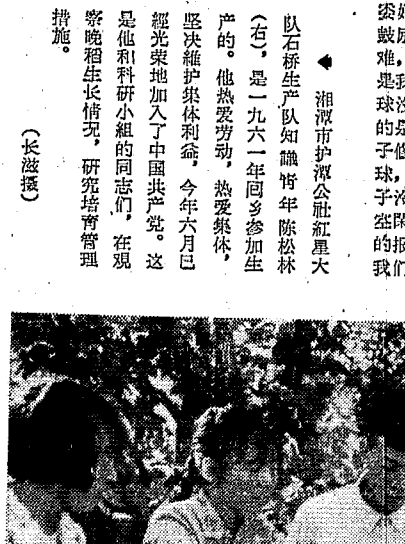 湘潭市护潭公社紅星大
队石桥生产队知識青年陈松林
(右)，是一九六一年回乡参加生
产的。他热爱劳动，热爱集体，
坚决維护集体利益，今年六月已
經光荣地加入了中国共产党。这
是他和科研小組的同志們，在观
察晚稻生长情况，研究培育管理
措施。
(长滋摄)